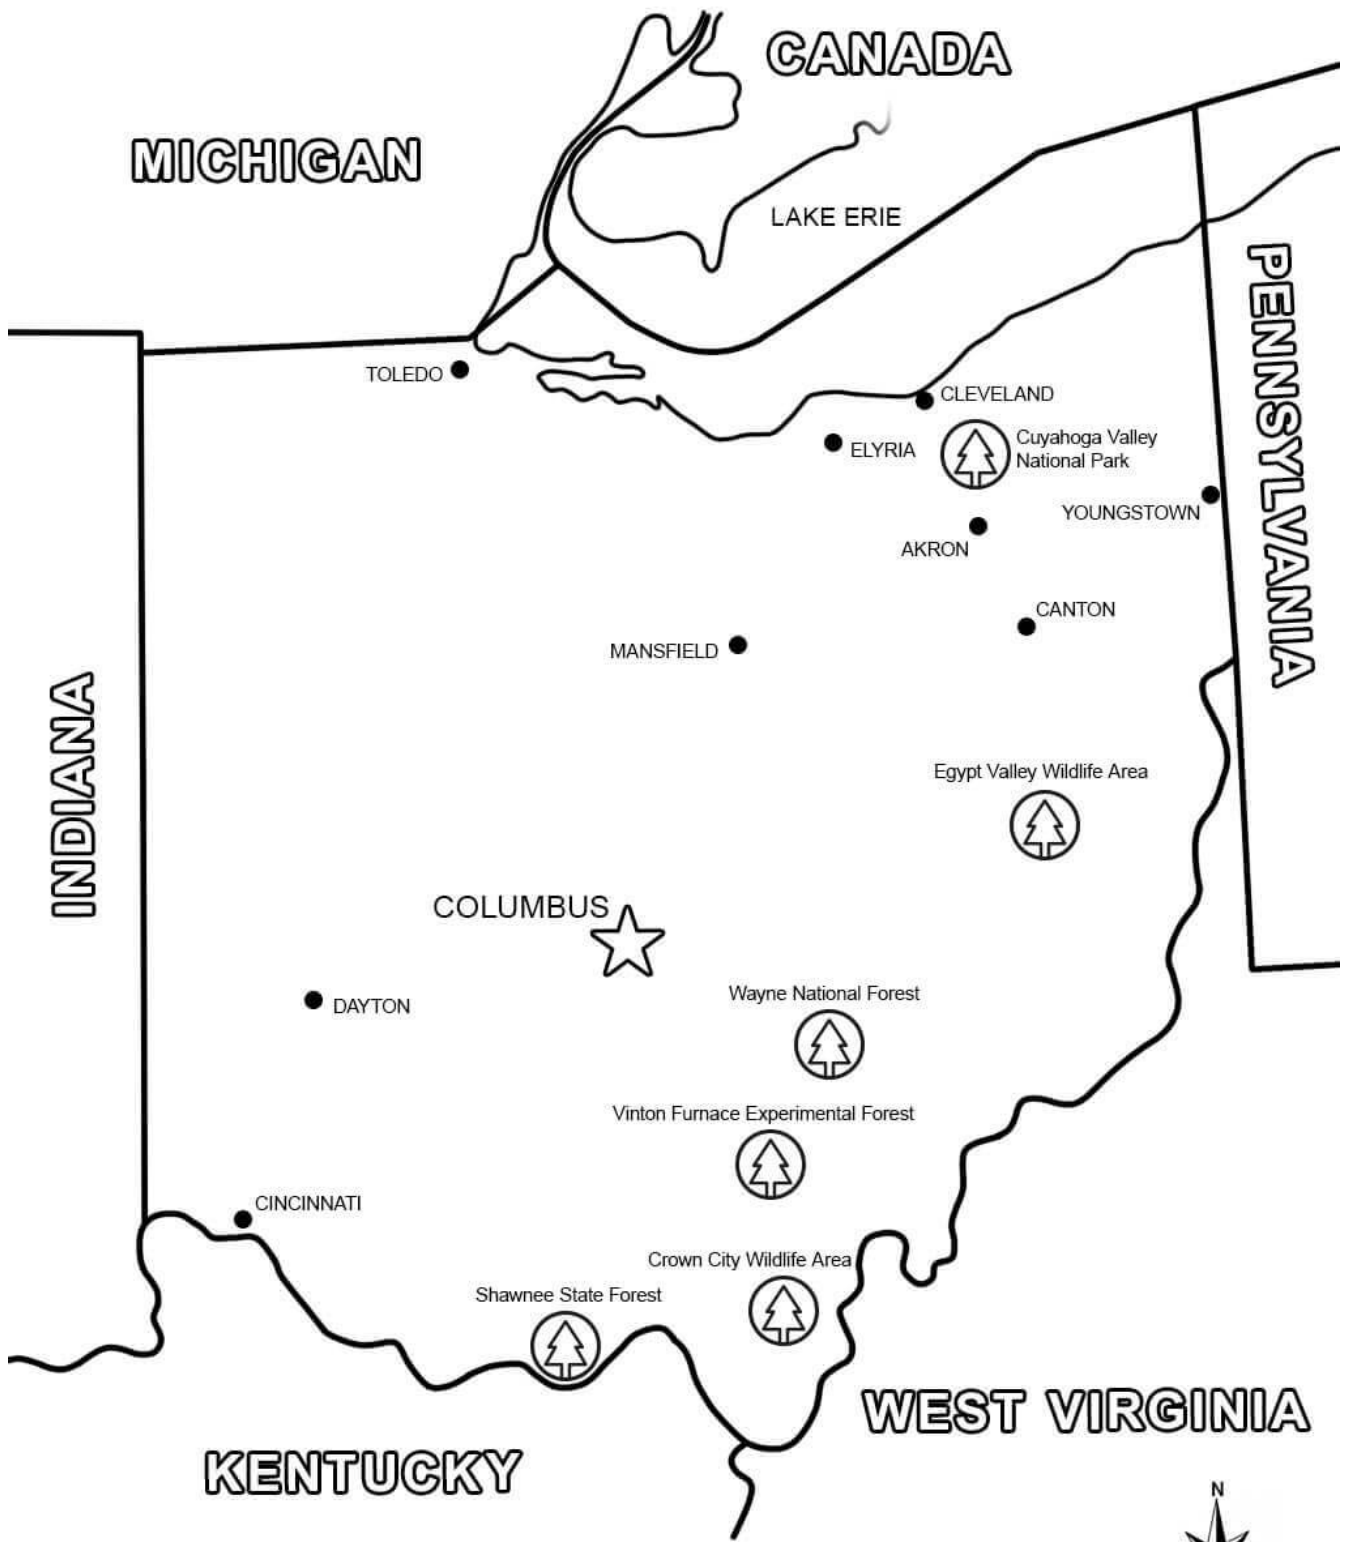 CANADA
MICHIGAN
LAKE ERIE
PENNSYLVANIA
TOLEDO
CLEVELAND
ELYRIA
Cuyahoga Valley
National Park
YOUNGSTOWN
AKRON
CANTON
MANSFIELD
INDIANA
Egypt Valley Wildlife Area
COLUMBUS
Wayne National Forest
DAYTON
Vinton Furnace Experimental Forest
CINCINNATI
Crown City Wildlife Area
Shawnee State Forest
WEST VIRGINIA
KENTUCKY
N